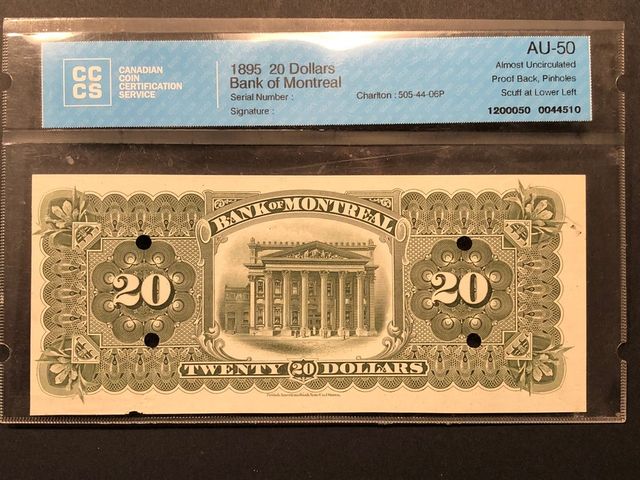 CC
CS
CANADIAN
COIN
CERTIFICATION
SERVICE
1895 20 Dollars
Bank of Montreal
Serial Number :
Charlton : 505-44-06P
Signature :
AU-50
Almost Uncirculated
Proof Back, Pinholes
Scuff at Lower Left
1200050 0044510
BANK OF MONTREAL
20
20
TWENTY 20 DOLLARS